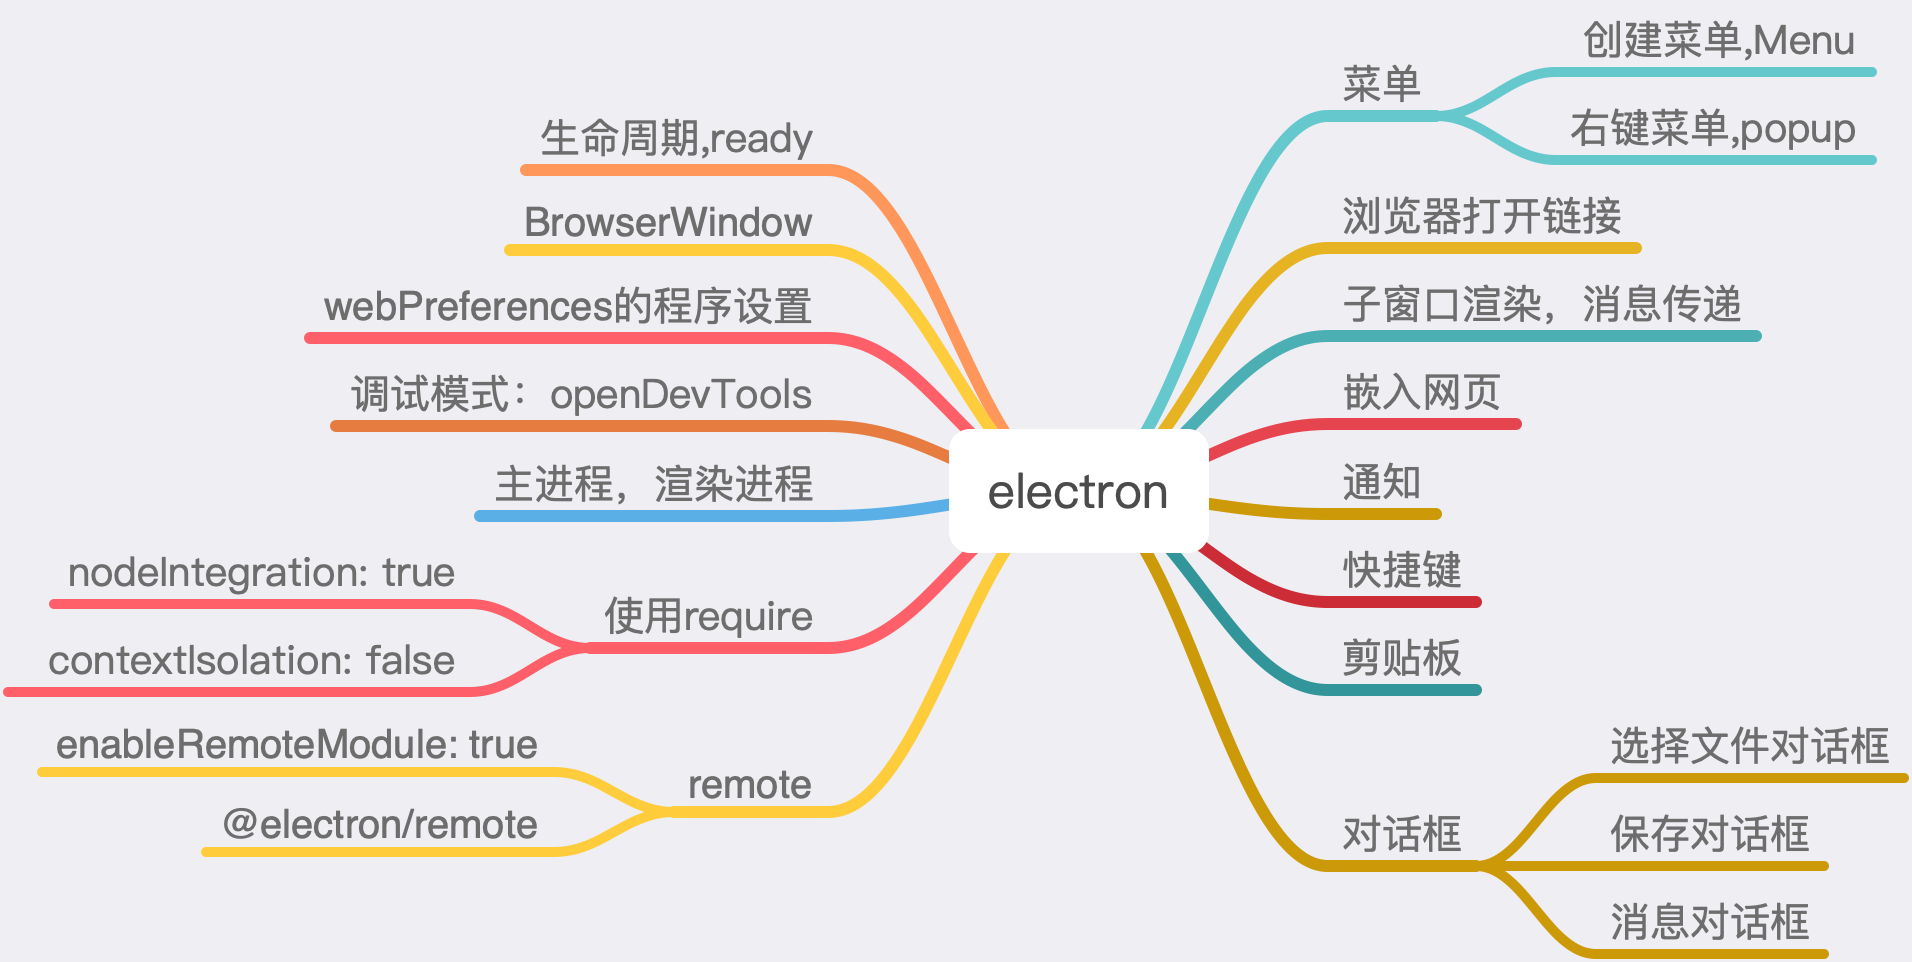 electron
生命周期,ready
BrowserWindow
webPreferences的程序设置
调试模式：openDevTools
主进程，渲染进程
使用require
nodeIntegration: true
contextIsolation: false
remote
enableRemoteModule: true
@electron/remote
菜单
创建菜单,Menu
右键菜单,popup
浏览器打开链接
子窗口渲染，消息传递
嵌入网页
通知
快捷键
剪贴板
对话框
选择文件对话框
保存对话框
消息对话框